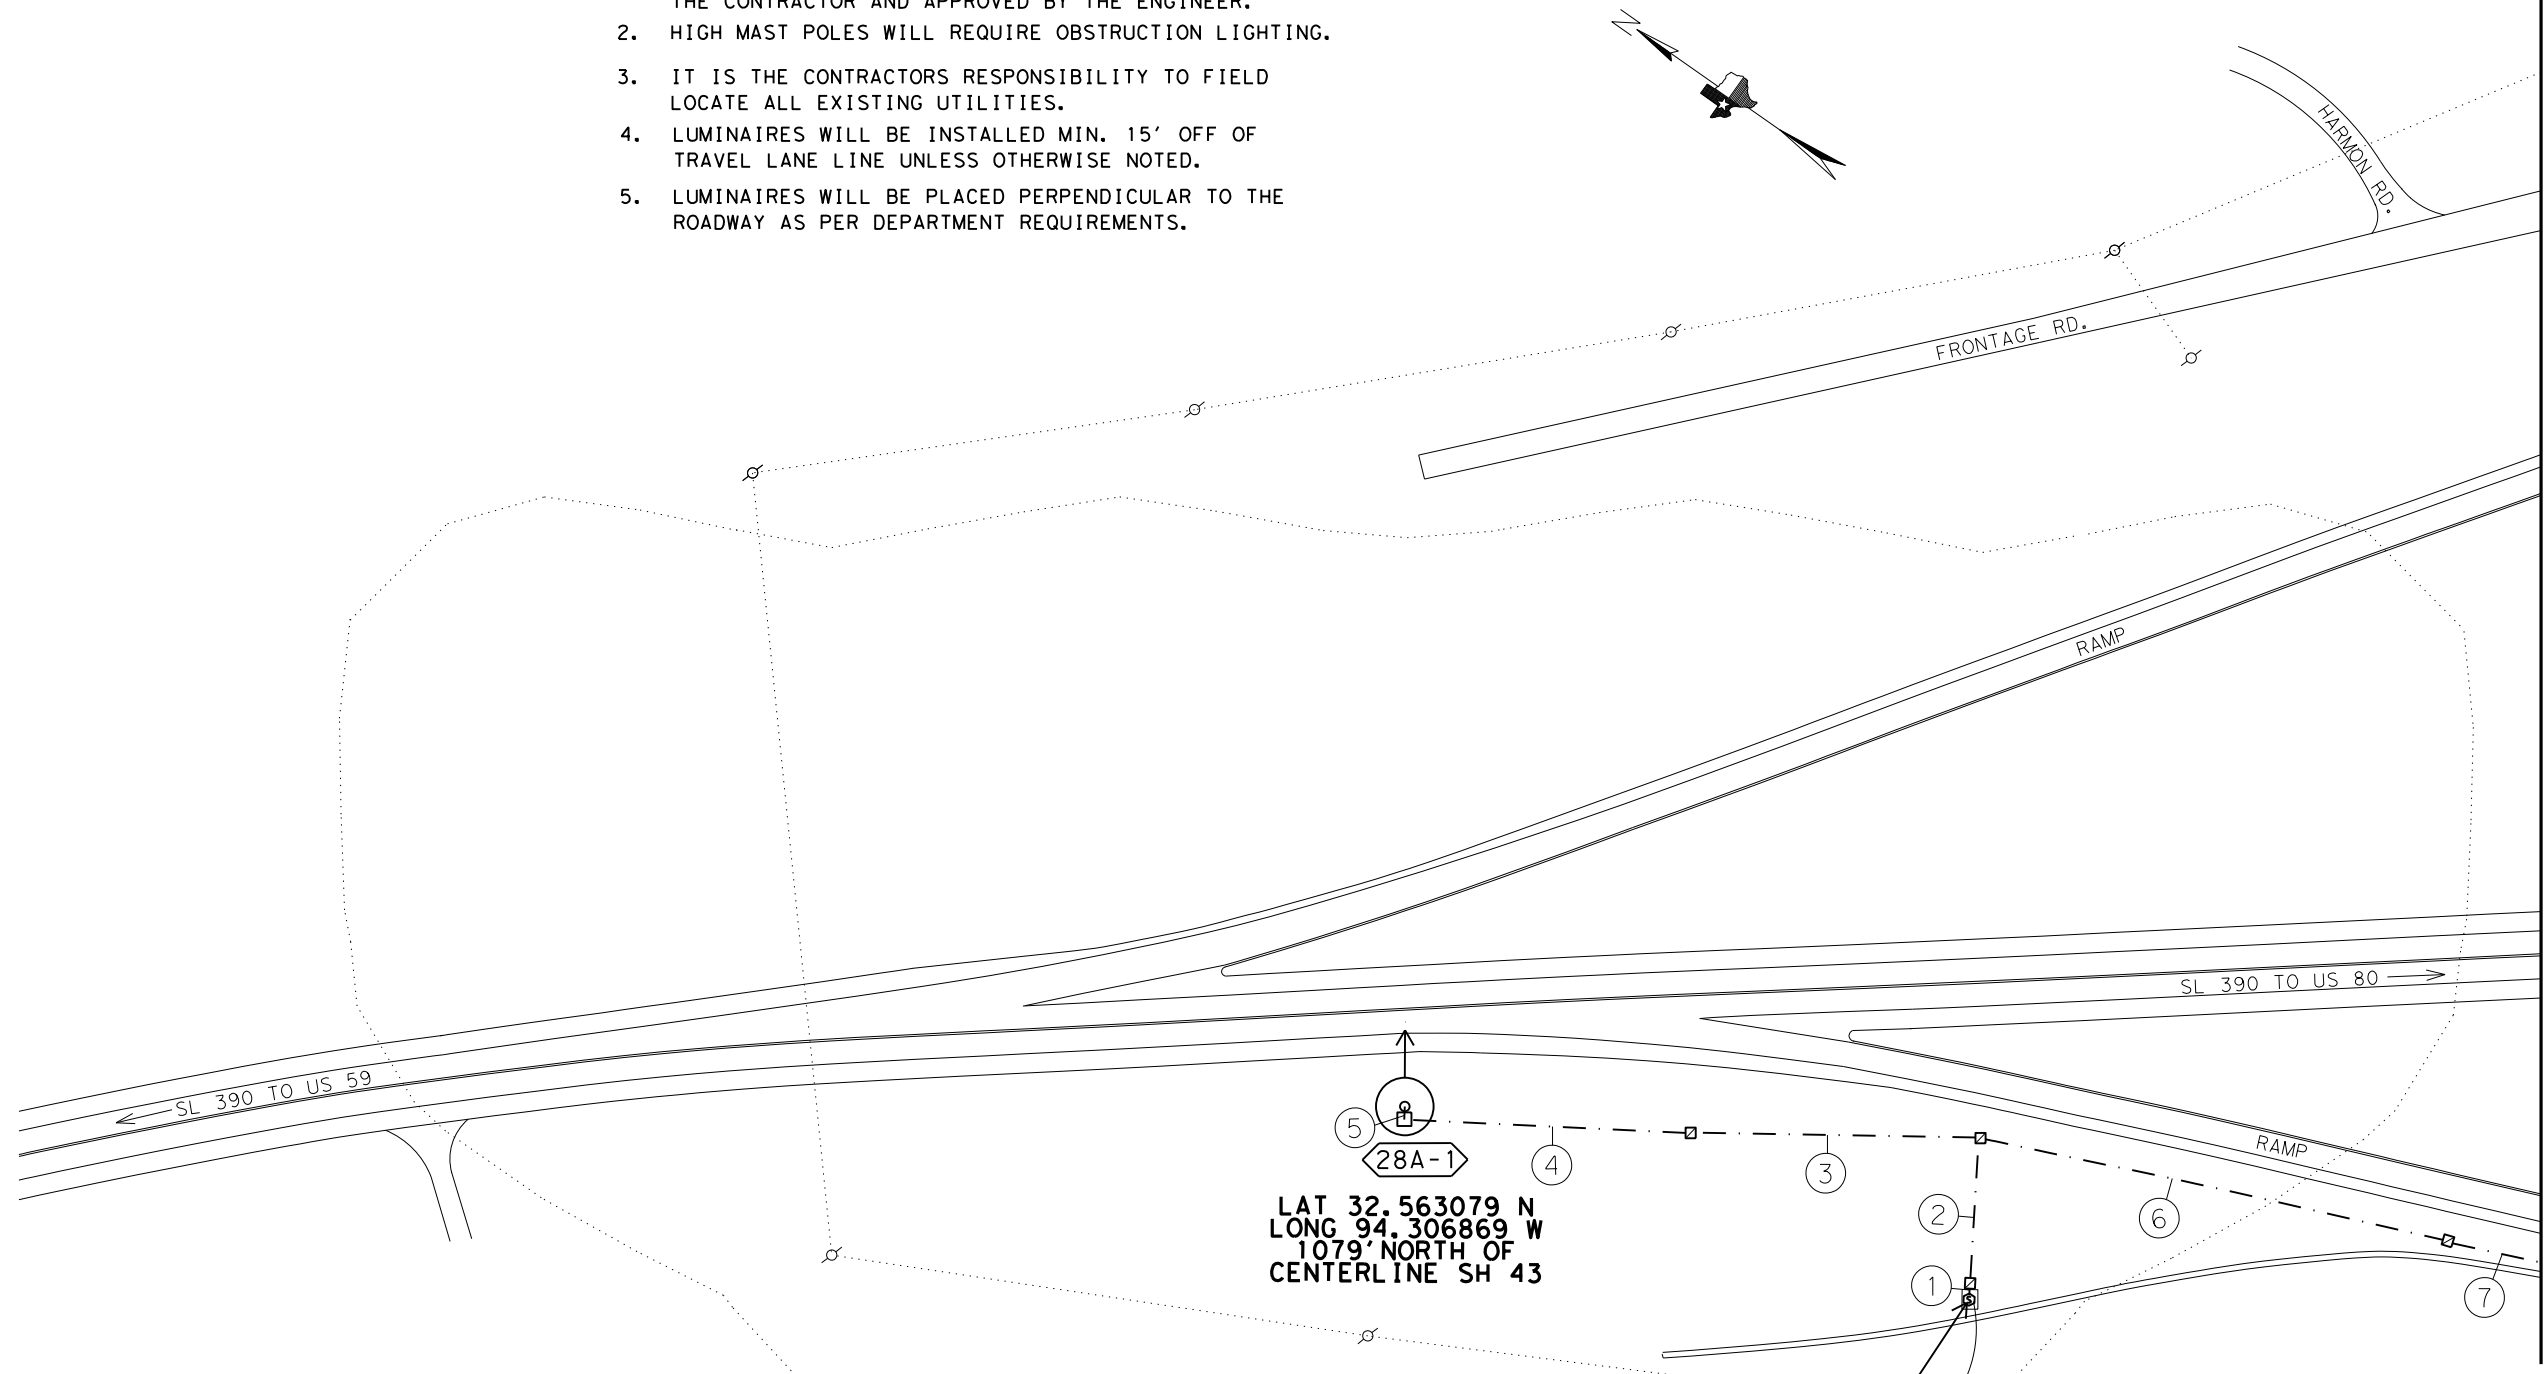 THE CONTRACTOR AND APPROVED BY THE ENGINEER.
2. HIGH MAST POLES WILL REQUIRE OBSTRUCTION LIGHTING.
3. IT IS THE CONTRACTORS RESPONSIBILITY TO FIELD
LOCATE ALL EXISTING UTILITIES.
4. LUMINAIRES WILL BE INSTALLED MIN. 15' OFF OF
TRAVEL LANE LINE UNLESS OTHERWISE NOTED.
5. LUMINAIRES WILL BE PLACED PERPENDICULAR TO THE
ROADWAY AS PER DEPARTMENT REQUIREMENTS.
N
HARMON RD.
FRONTAGE RD.
RAMP
SL 390 TO US 80
SL 390 TO US 59
RAMP
5
28A-1
4
3
6
2
1
S
7
LAT 32.563079 N
LONG 94.306869 W
1079' NORTH OF
CENTERLINE SH 43